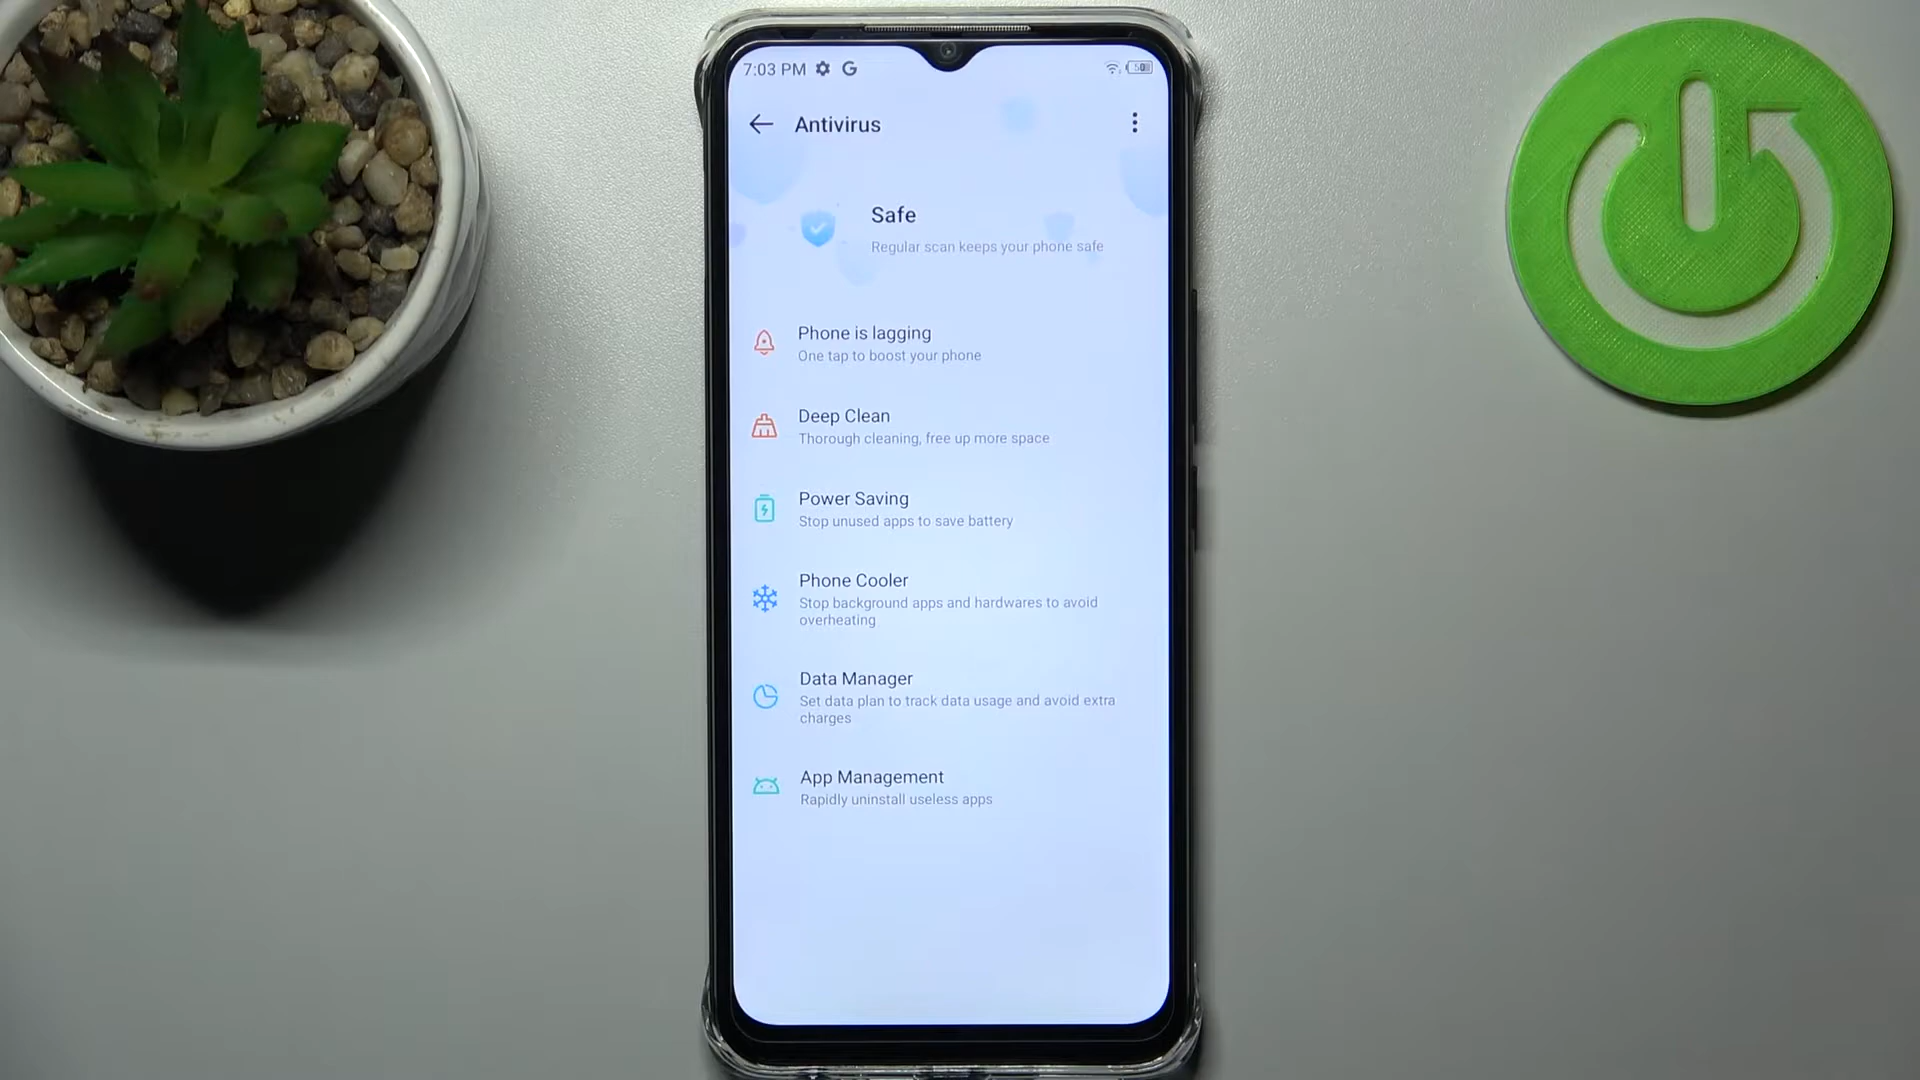 7:03 PM G 50
Antivirus
Safe
Regular scan keeps your phone safe
Phone is lagging
One tap to boost your phone
Deep Clean
Thorough cleaning, free up more space
Power Saving
Stop unused apps to save battery
Phone Cooler
Stop background apps and hardwares to avoid
overheating
Data Manager
Set data plan to track data usage and avoid extra
charges
App Management
Rapidly uninstall useless apps